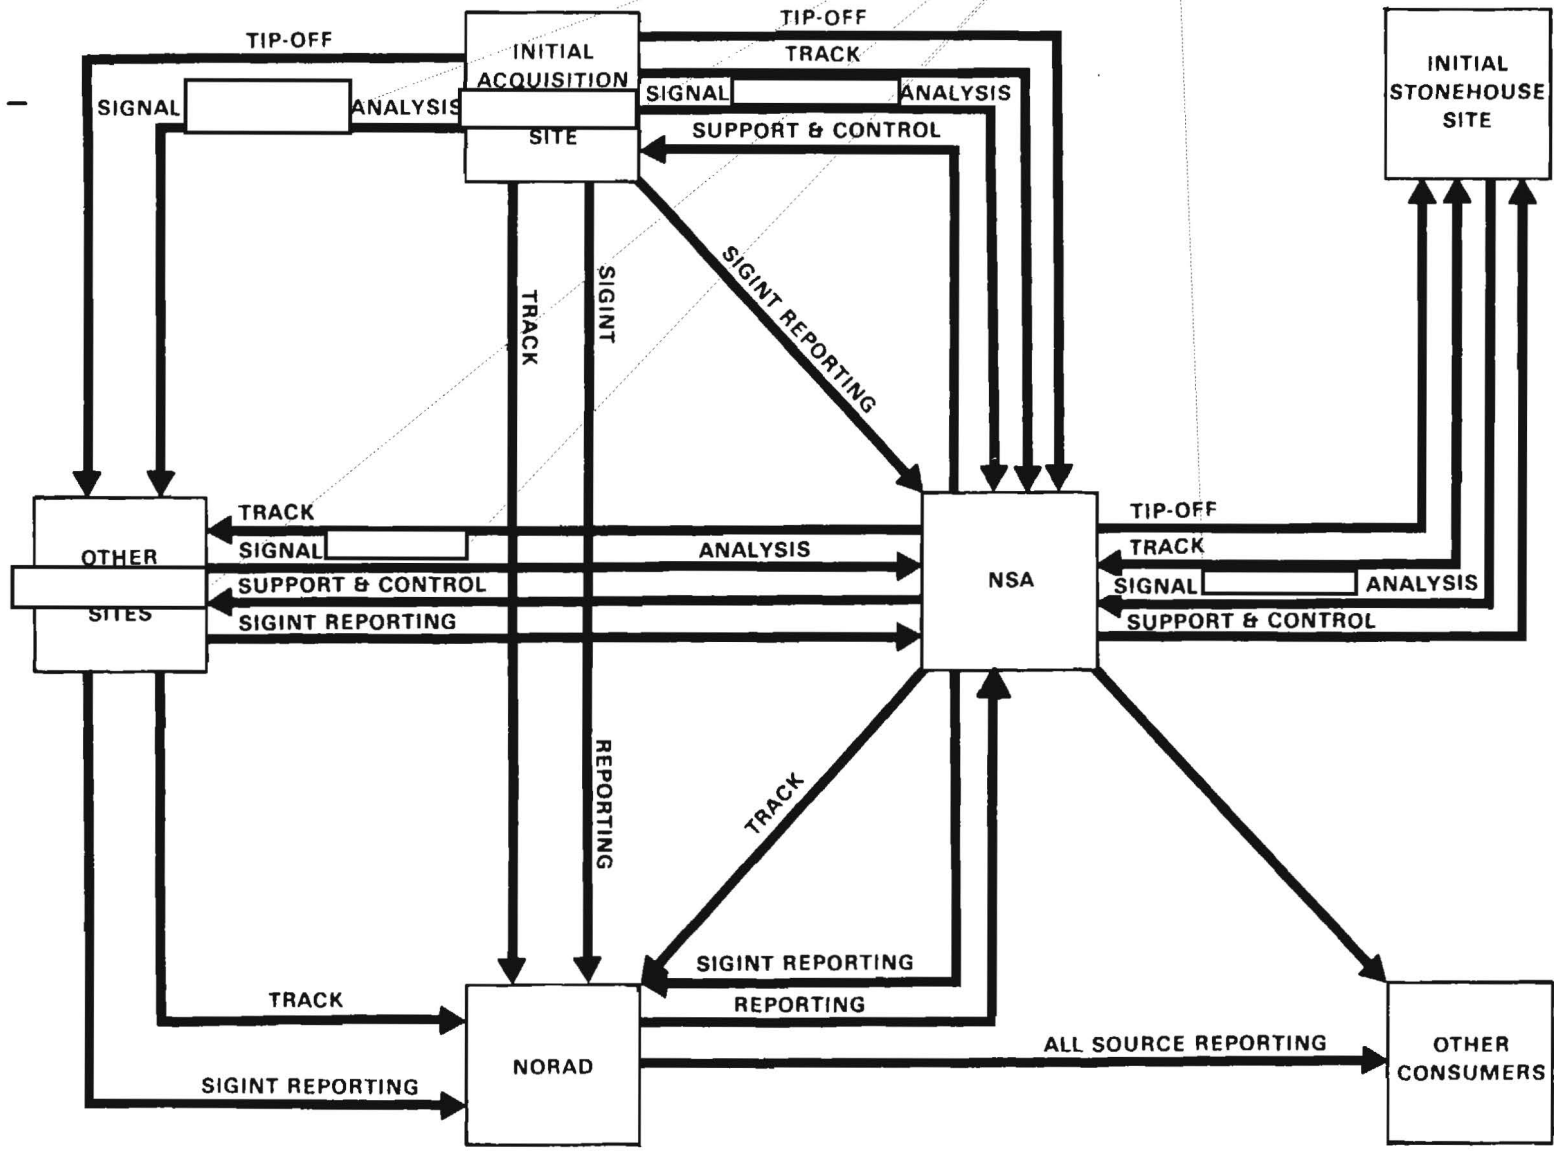 TIP-OFF
SIGNAL ANALYSIS
INITIAL
ACQUISITION
SITE
TIP-OFF
TRACK
SIGNAL ANALYSIS
SUPPORT & CONTROL
INITIAL
STONEHOUSE
SITE
TRACK
SIGINT
REPORTING
SIGINT REPORTING
OTHER
SITES
TRACK
SIGNAL ANALYSIS
SUPPORT & CONTROL
SIGINT REPORTING
NSA
TIP-OFF
TRACK
SIGNAL ANALYSIS
SUPPORT & CONTROL
TRACK
SIGINT REPORTING
REPORTING
TRACK
SIGINT REPORTING
NORAD
ALL SOURCE REPORTING
OTHER
CONSUMERS